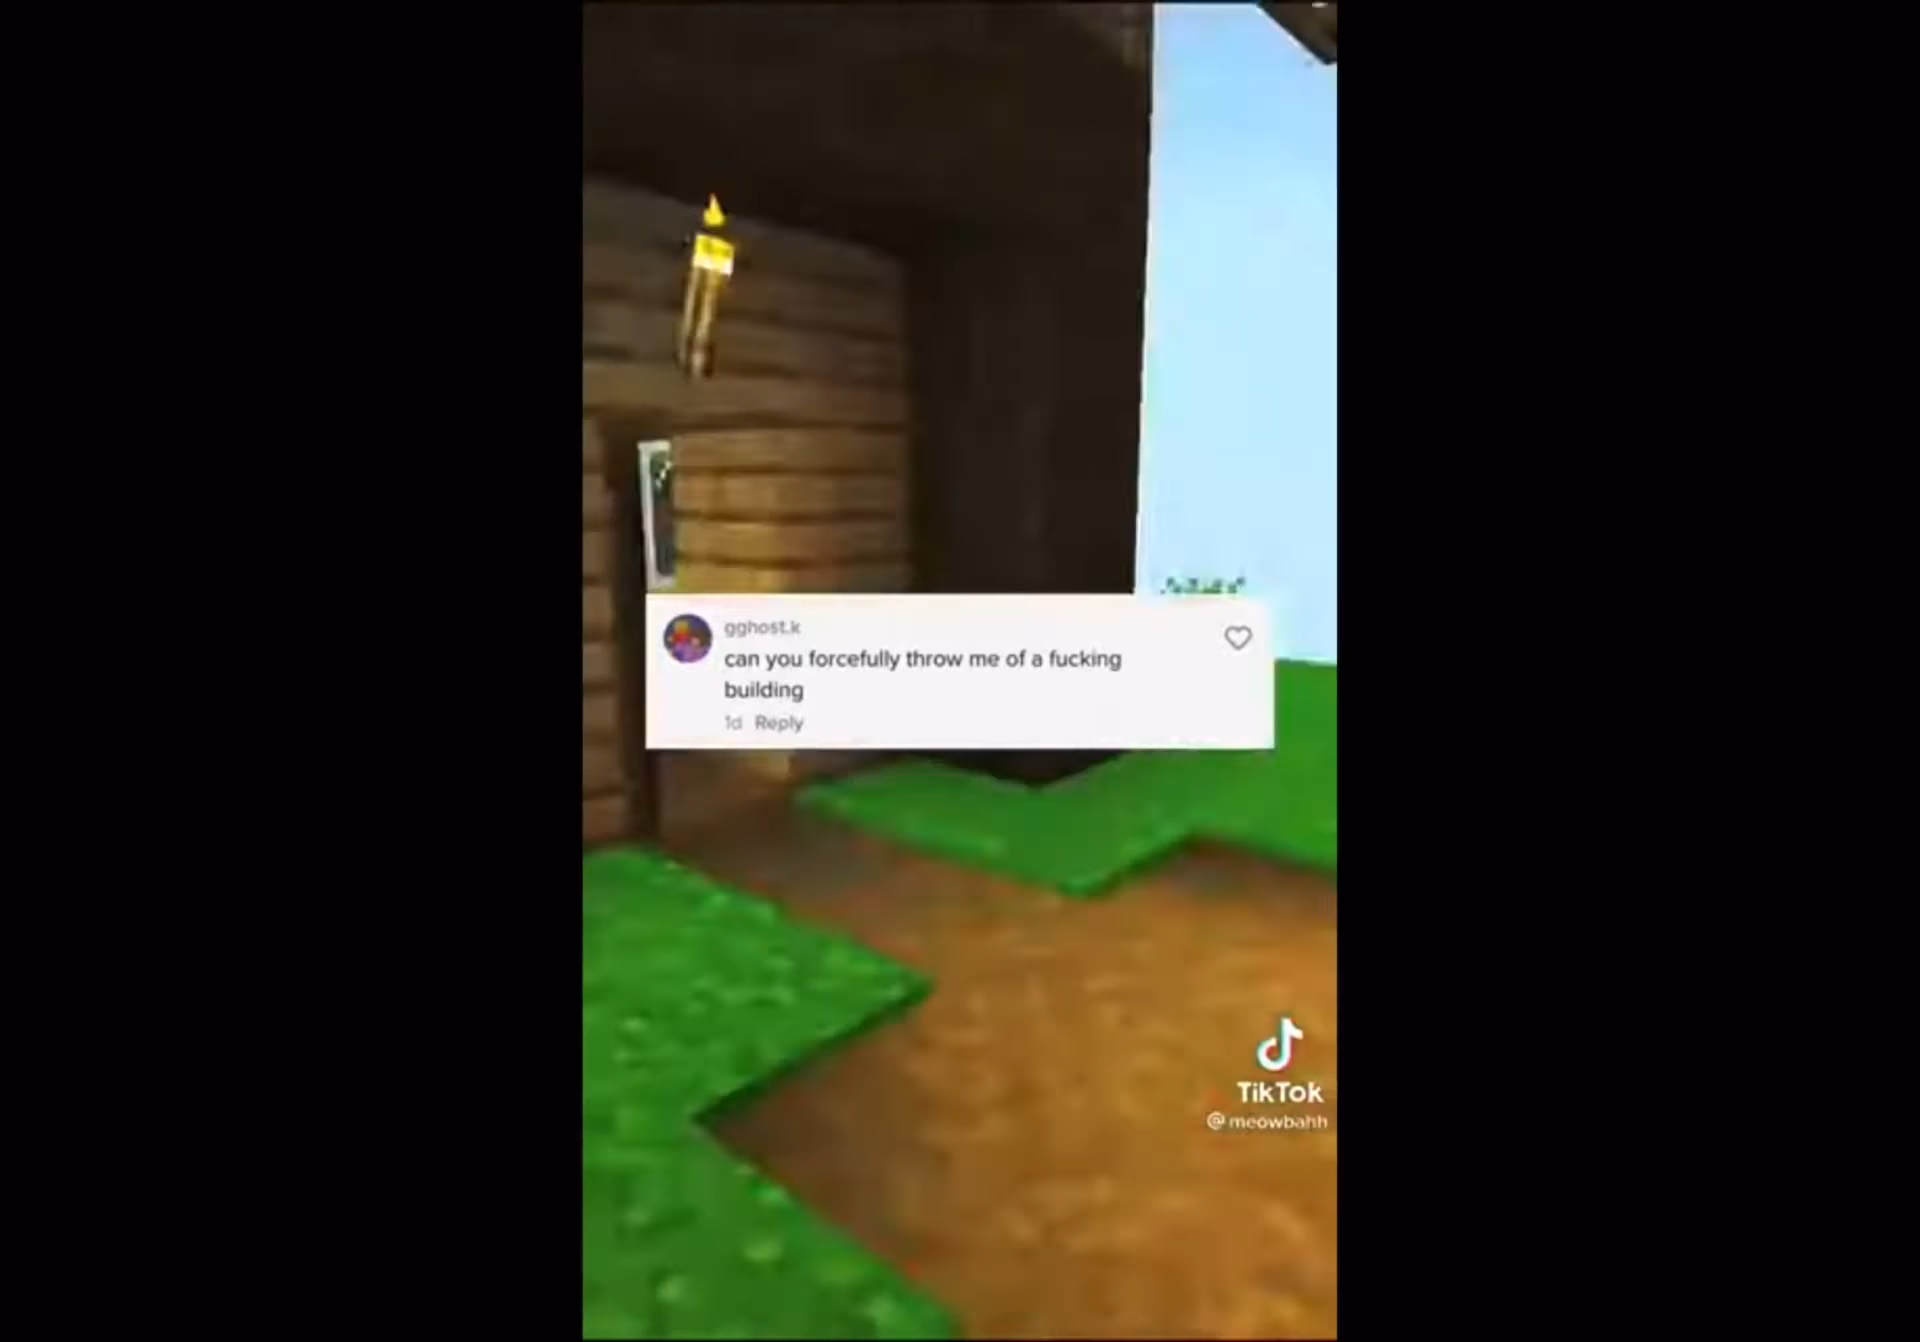 gghost.k
can you forcefully throw me of a fucking
building
1d Reply
TikTok
@meowbahh